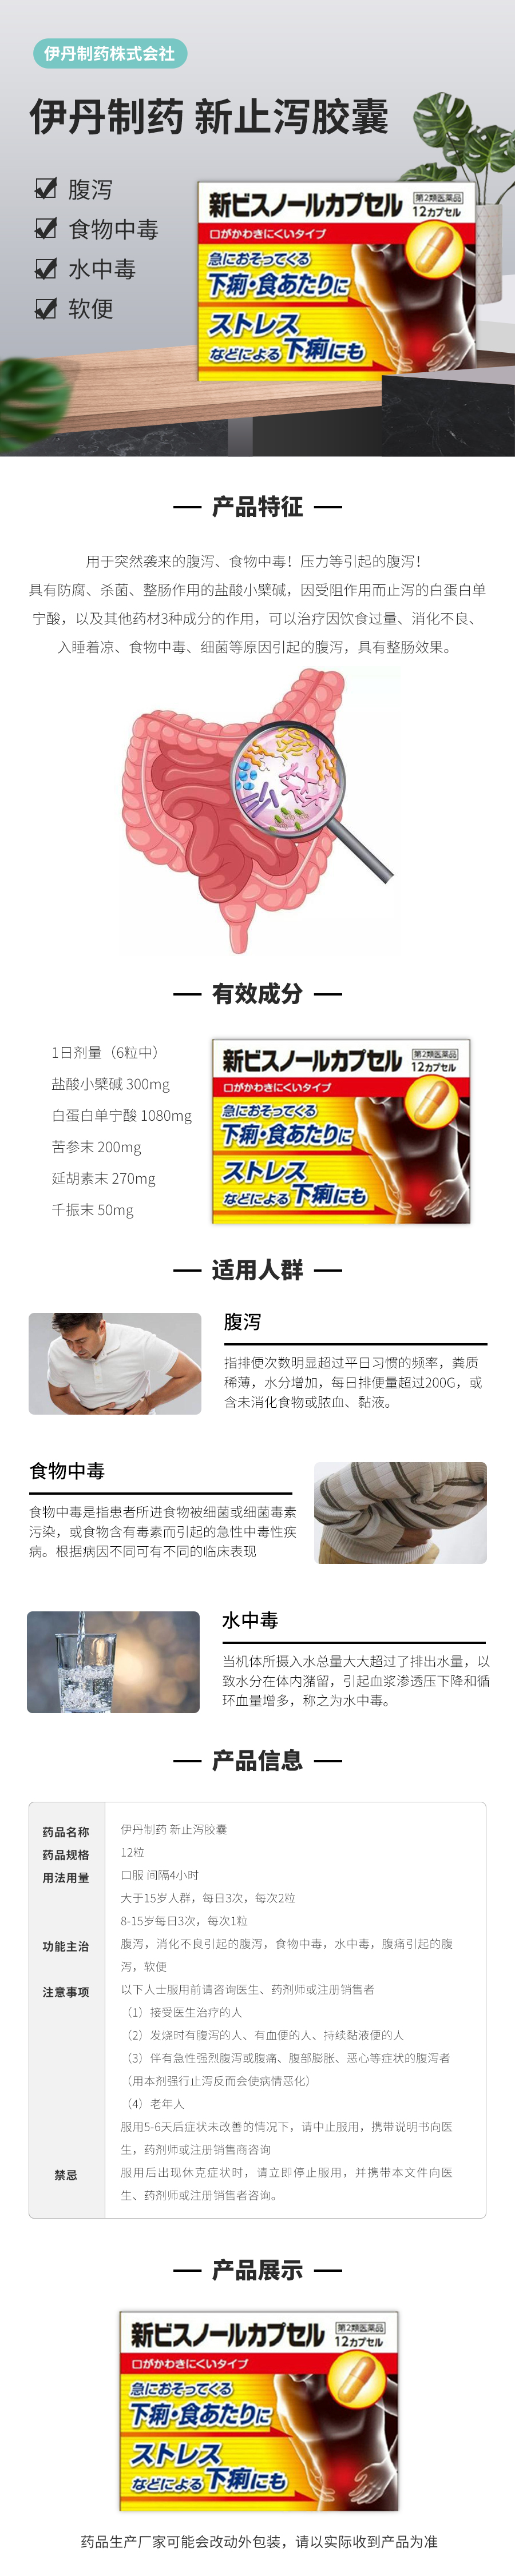 伊丹制药株式会社
伊丹制药 新止泻胶囊
腹泻
食物中毒
水中毒
软便
新ビスノールカプセル
第2類医薬品
12カプセル
口がかわきにくいタイプ
急におそってくる
下痢・食あたりに
ストレス
などによる下痢にも
产品特征
用于突然袭来的腹泻、食物中毒！压力等引起的腹泻！
具有防腐、杀菌、整肠作用的盐酸小檗碱，因受阻作用而止泻的白蛋白单
宁酸，以及其他药材3种成分的作用，可以治疗因饮食过量、消化不良、
入睡着凉、食物中毒、细菌等原因引起的腹泻，具有整肠效果。
有效成分
1日剂量（6粒中）
盐酸小檗碱 300mg
白蛋白单宁酸 1080mg
苦参末 200mg
延胡索末 270mg
千振末 50mg
新ビスノールカプセル
第2類医薬品
12カプセル
口がかわきにくいタイプ
急におそってくる
下痢・食あたりに
ストレス
などによる下痢にも
适用人群
腹泻
指排便次数明显超过平日习惯的频率，粪质
稀薄，水分增加，每日排便量超过200G，或
含未消化食物或脓血、黏液。
食物中毒
食物中毒是指患者所进食物被细菌或细菌毒素
污染，或食物含有毒素而引起的急性中毒性疾
病。根据病因不同可有不同的临床表现
水中毒
当机体所摄入水总量大大超过了排出水量，以
致水分在体内潴留，引起血浆渗透压下降和循
环血量增多，称之为水中毒。
产品信息
药品名称 伊丹制药 新止泻胶囊
药品规格 12粒
用法用量 口服 间隔4小时
大于15岁人群，每日3次，每次2粒
8-15岁每日3次，每次1粒
功能主治 腹泻，消化不良引起的腹泻，食物中毒，水中毒，腹痛引起的腹
泻，软便
注意事项 以下人士服用前请咨询医生、药剂师或注册销售者
（1）接受医生治疗的人
（2）发烧时有腹泻的人、有血便的人、持续黏液便的人
（3）伴有急性强烈腹泻或腹痛、腹部膨胀、恶心等症状的腹泻者
（用本剂强行止泻反而会使病情恶化）
（4）老年人
服用5-6天后症状未改善的情况下，请中止服用，携带说明书向医
生，药剂师或注册销售商咨询
禁忌 服用后出现休克症状时，请立即停止服用，并携带本文件向医
生、药剂师或注册销售者咨询。
产品展示
新ビスノールカプセル
第2類医薬品
12カプセル
口がかわきにくいタイプ
急におそってくる
下痢・食あたりに
ストレス
などによる下痢にも
药品生产厂家可能会改动外包装，请以实际收到产品为准